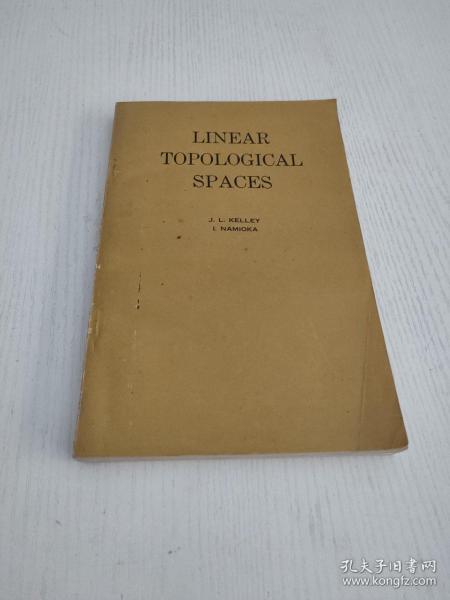 LINEAR
TOPOLOGICAL
SPACES
J. L. KELLEY
I. NAMIOKA
孔夫子旧书网
www.kongfz.com